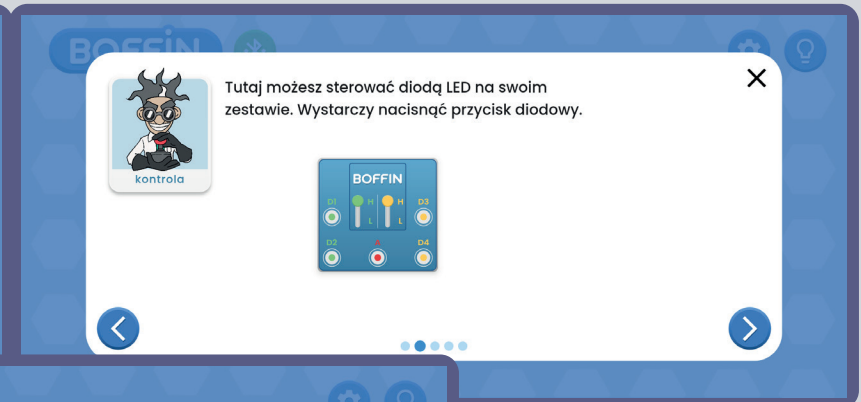 BOFFIN
Tutaj możesz sterować diodą LED na swoim
zestawie. Wystarczy nacisnąć przycisk diodowy.
kontrola
BOFFIN
D1 H H D3
L L
D2 D4